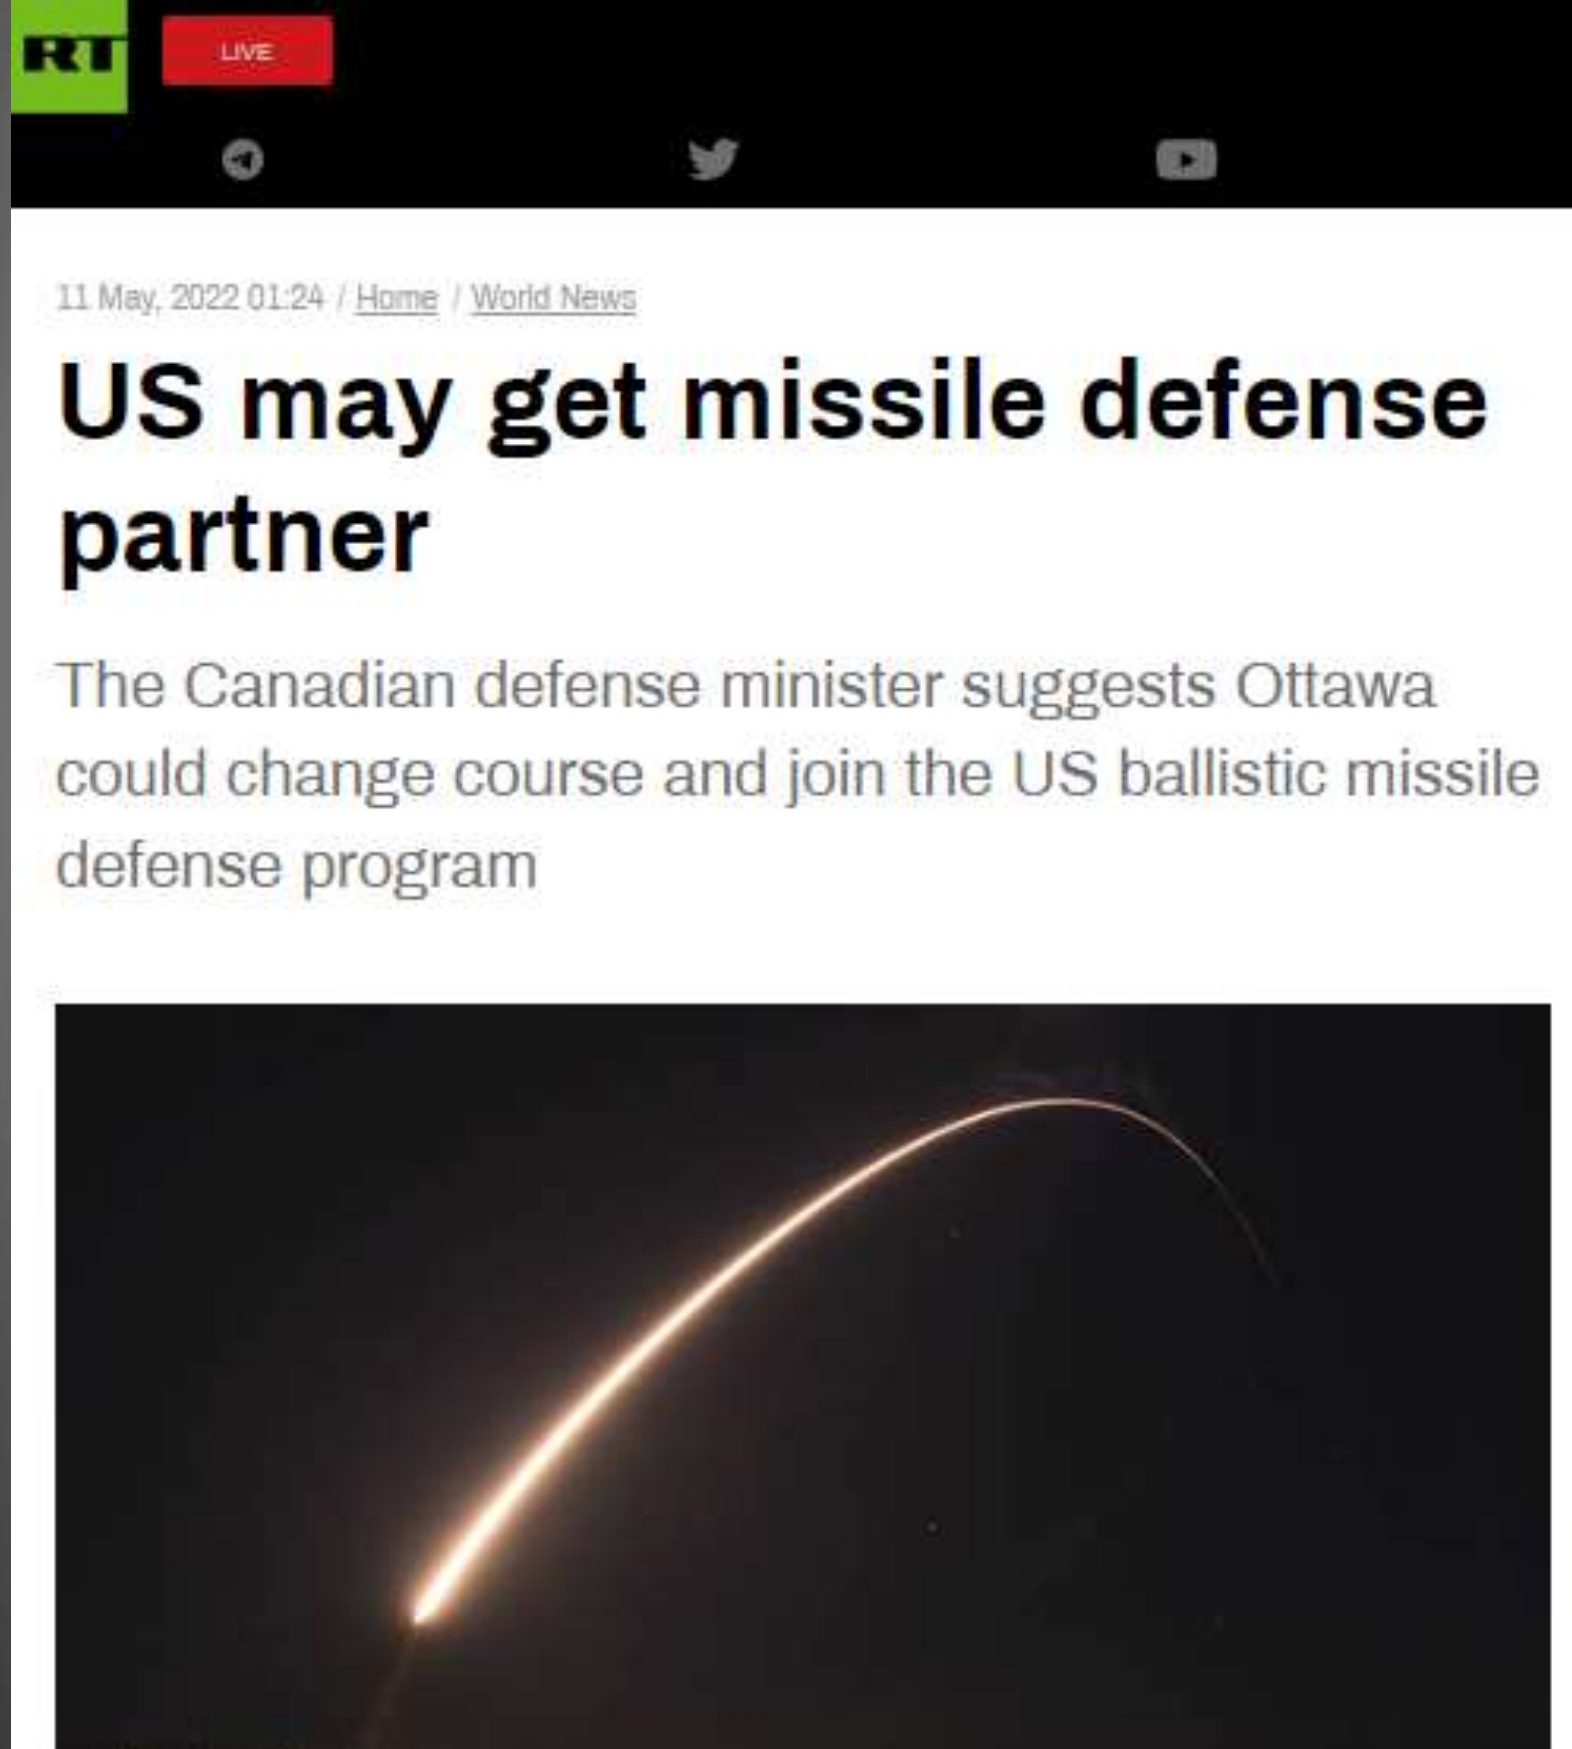 RT
LIVE
11 May, 2022 01:24 / Home / World News
US may get missile defense
partner
The Canadian defense minister suggests Ottawa
could change course and join the US ballistic missile
defense program